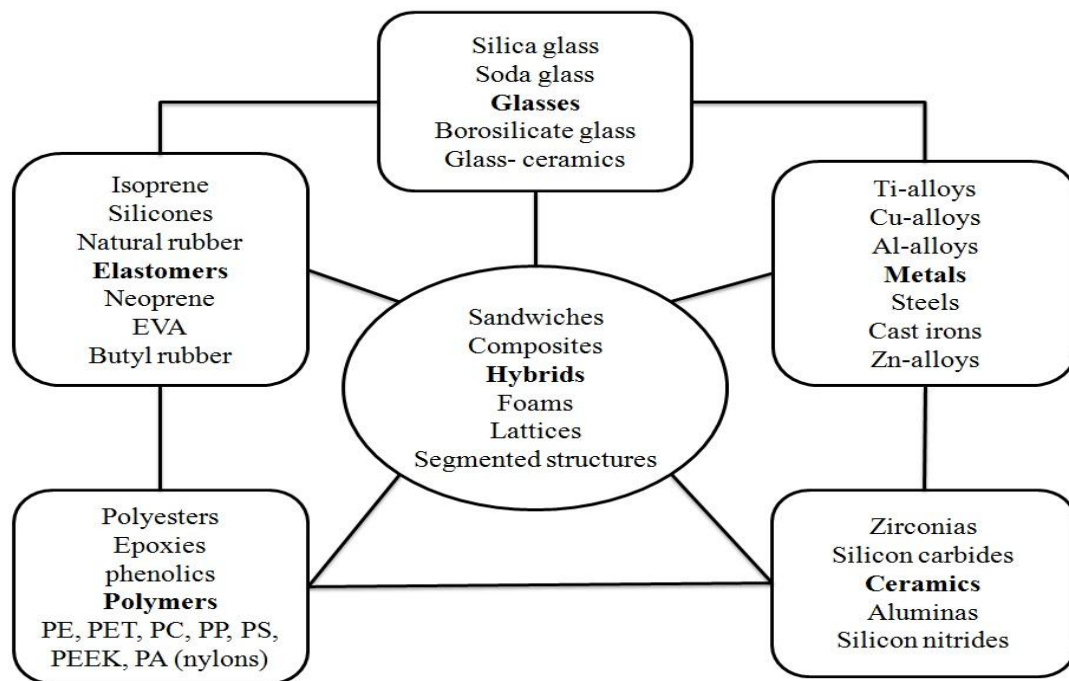 Silica glass
Soda glass
Glasses
Borosilicate glass
Glass- ceramics
Isoprene
Silicones
Natural rubber
Elastomers
Neoprene
EVA
Butyl rubber
Ti-alloys
Cu-alloys
Al-alloys
Metals
Steels
Cast irons
Zn-alloys
Sandwiches
Composites
Hybrids
Foams
Lattices
Segmented structures
Polyesters
Epoxies
phenolics
Polymers
PE, PET, PC, PP, PS,
PEEK, PA (nylons)
Zirconias
Silicon carbides
Ceramics
Aluminas
Silicon nitrides